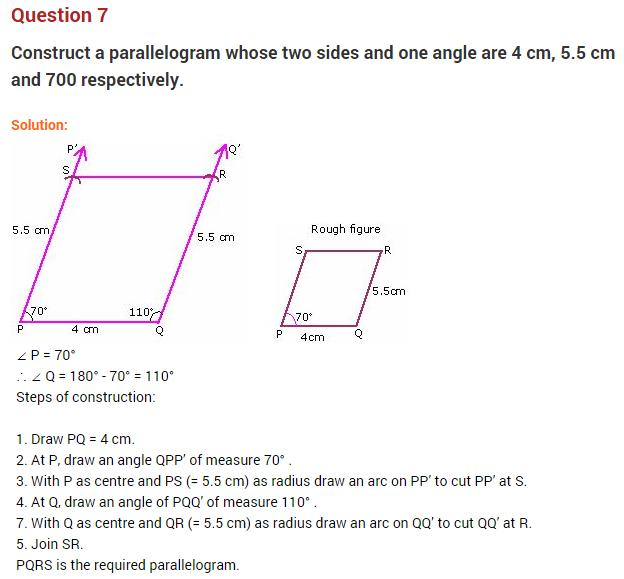 Question 7
Construct a parallelogram whose two sides and one angle are 4 cm, 5.5 cm
and 700 respectively.
Solution:
P' Q'
S R
5.5 cm 5.5 cm
70° 110°
P 4 cm Q
Rough figure
S R
5.5cm
70°
P 4cm Q
∠ P = 70°
∴ ∠ Q = 180° - 70° = 110°
Steps of construction:
1. Draw PQ = 4 cm.
2. At P, draw an angle QPP' of measure 70° .
3. With P as centre and PS (= 5.5 cm) as radius draw an arc on PP' to cut PP' at S.
4. At Q, draw an angle of PQQ' of measure 110° .
7. With Q as centre and QR (= 5.5 cm) as radius draw an arc on QQ' to cut QQ' at R.
5. Join SR.
PQRS is the required parallelogram.